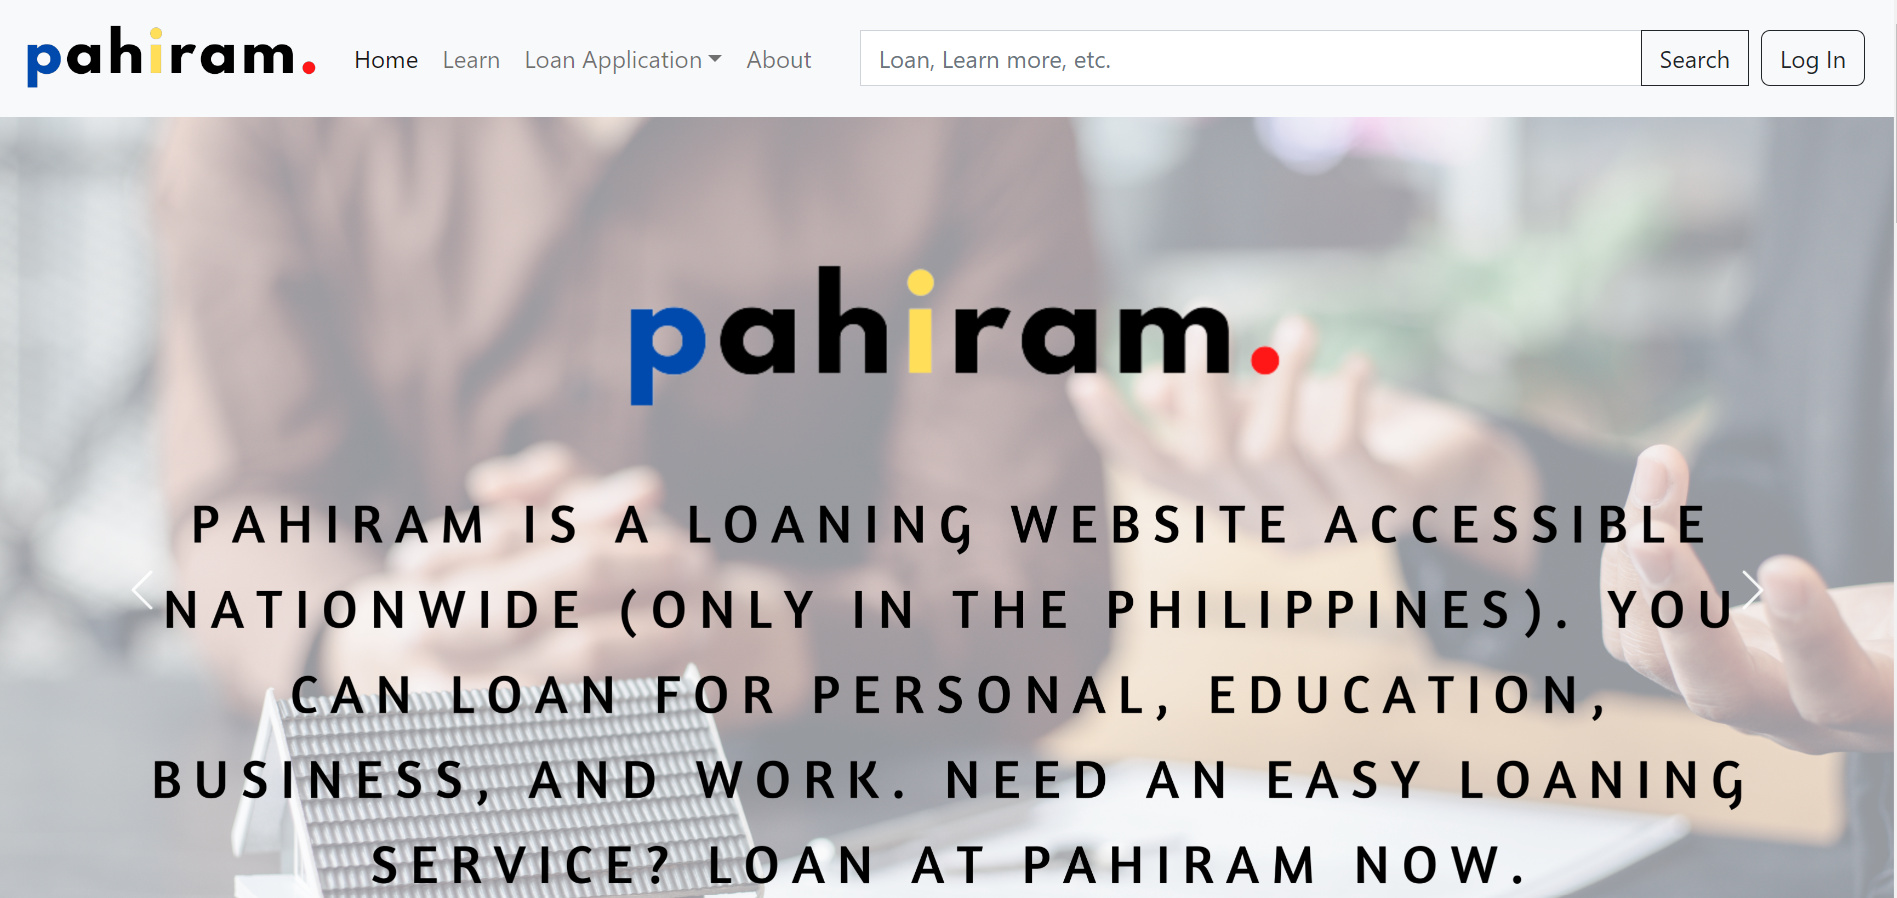 pahiram. Home Learn Loan Application About Loan, Learn more, etc. Search Log In
pahiram.
PAHIRAM IS A LOANING WEBSITE ACCESSIBLE
NATIONWIDE (ONLY IN THE PHILIPPINES). YOU
CAN LOAN FOR PERSONAL, EDUCATION,
BUSINESS, AND WORK. NEED AN EASY LOANING
SERVICE? LOAN AT PAHIRAM NOW.